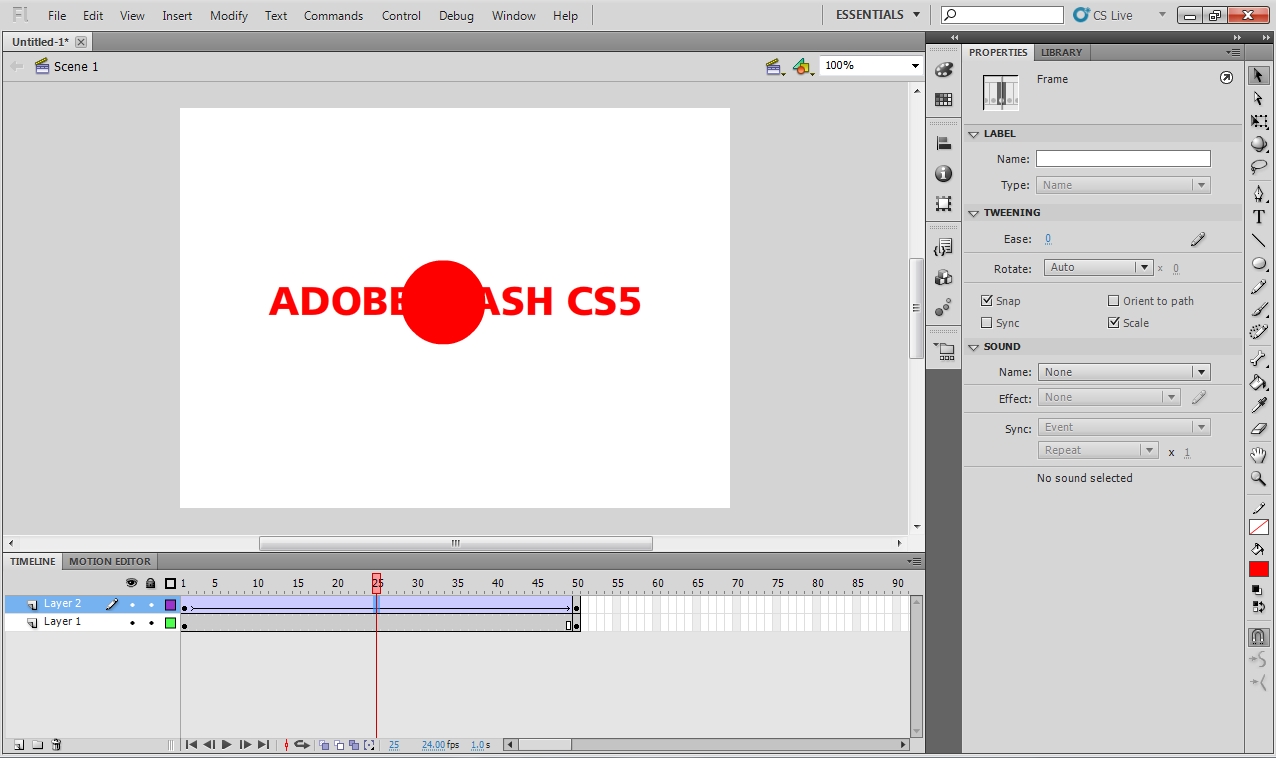 Fl File Edit View Insert Modify Text Commands Control Debug Window Help ESSENTIALS CS Live
Untitled-1*
Scene 1 100%
ADOBE ASH CS5
TIMELINE MOTION EDITOR
1 5 10 15 20 25 30 35 40 45 50 55 60 65 70 75 80 85 90
Layer 2
Layer 1
25 24.00 fps 1.0 s
PROPERTIES LIBRARY
Frame
LABEL
Name:
Type: Name
TWEENING
Ease: 0
Rotate: Auto x 0
Snap Orient to path
Sync Scale
SOUND
Name: None
Effect: None
Sync: Event
Repeat x 1
No sound selected